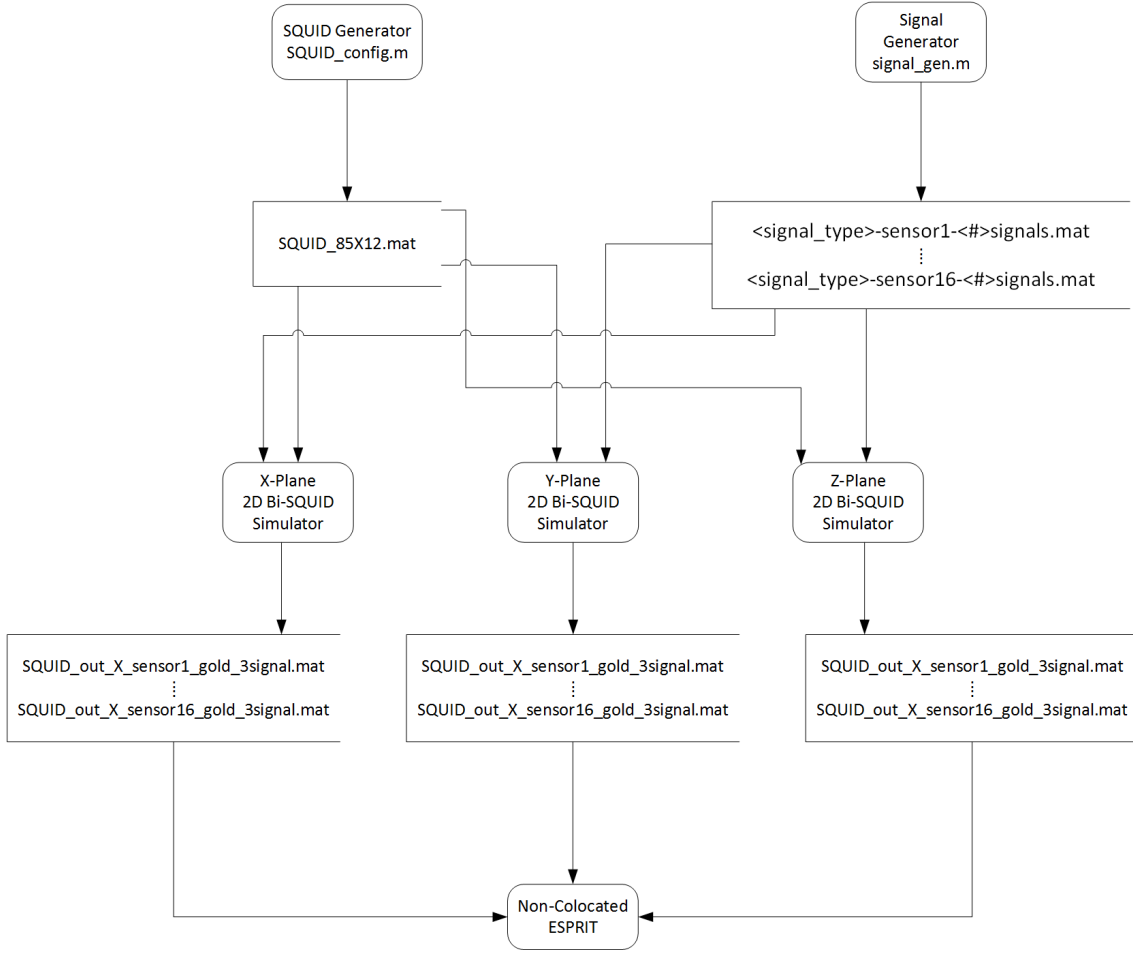 SQUID Generator
SQUID_config.m
Signal
Generator
signal_gen.m
SQUID_85X12.mat
<signal_type>-sensor1-<#>signals.mat
<signal_type>-sensor16-<#>signals.mat
X-Plane
2D Bi-SQUID
Simulator
Y-Plane
2D Bi-SQUID
Simulator
Z-Plane
2D Bi-SQUID
Simulator
SQUID_out_X_sensor1_gold_3signal.mat
SQUID_out_X_sensor16_gold_3signal.mat
SQUID_out_X_sensor1_gold_3signal.mat
SQUID_out_X_sensor16_gold_3signal.mat
SQUID_out_X_sensor1_gold_3signal.mat
SQUID_out_X_sensor16_gold_3signal.mat
Non-Colocated
ESPRIT